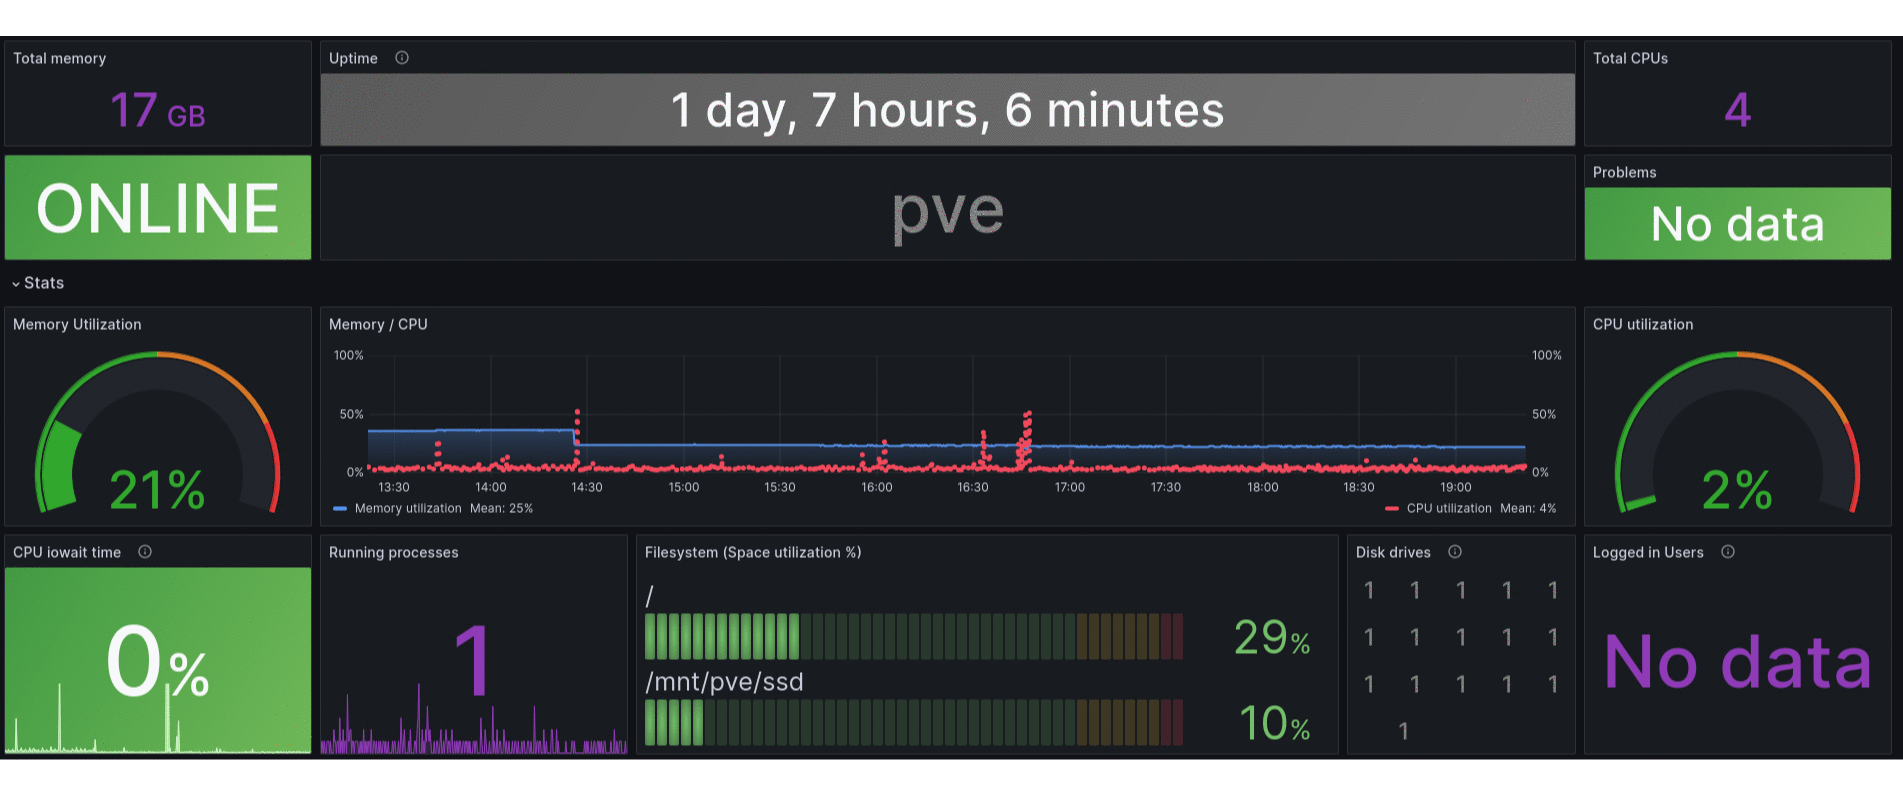 Total memory
17 GB
Uptime
1 day, 7 hours, 6 minutes
Total CPUs
4
ONLINE
pve
Problems
No data
Stats
Memory Utilization
21%
Memory / CPU
100% 100%
50% 50%
0% 0%
13:30 14:00 14:30 15:00 15:30 16:00 16:30 17:00 17:30 18:00 18:30 19:00
Memory utilization Mean: 25% CPU utilization Mean: 4%
CPU utilization
2%
CPU iowait time
0%
Running processes
1
Filesystem (Space utilization %)
/
29%
/mnt/pve/ssd
10%
Disk drives
1 1 1 1 1
1 1 1 1 1
1 1 1 1 1
1
Logged in Users
No data